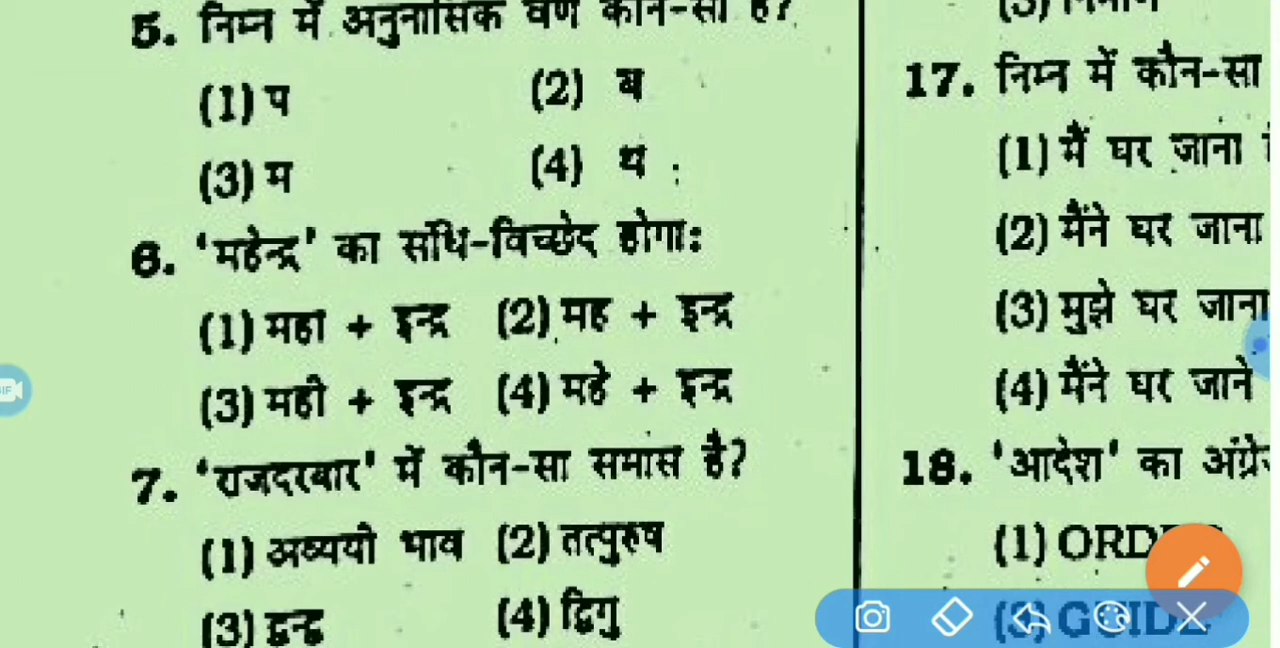 5. निम्न में अनुनासिक वर्ण कौन-सा है?
(1) प (2) ब
(3) म (4) थ
6. 'महेन्द्र' का संधि-विच्छेद होगा:
(1) महा + इन्द्र (2) मह + इन्द्र
(3) मही + इन्द्र (4) महे + इन्द्र
7. 'राजदरबार' में कौन-सा समास है?
(1) अव्ययी भाव (2) तत्पुरुष
(3) द्वन्द्व (4) द्विगु
17. निम्न में कौन-सा
(1) मैं घर जाना
(2) मैंने घर जाना
(3) मुझे घर जाना
(4) मैंने घर जाने
18. 'आदेश' का
(1)
(3) GUIDE